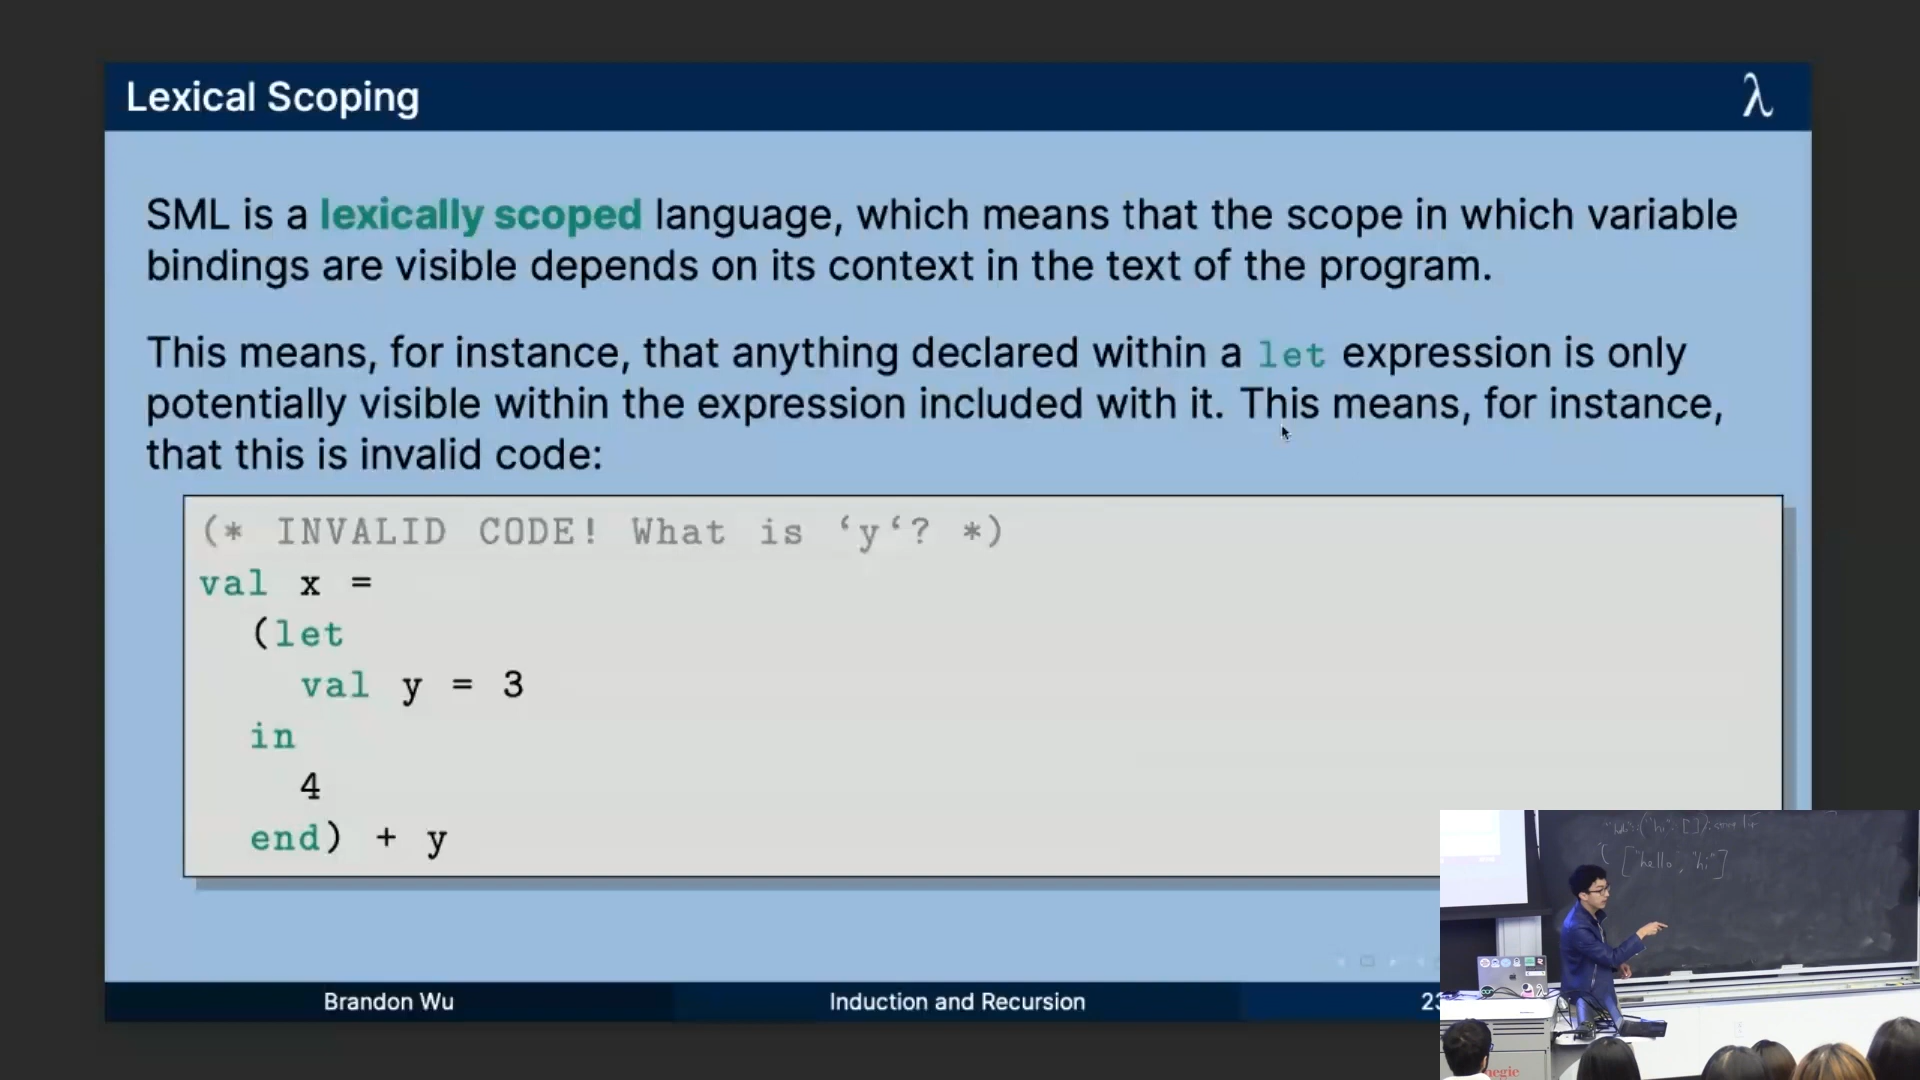 Lexical Scoping
λ
SML is a lexically scoped language, which means that the scope in which variable
bindings are visible depends on its context in the text of the program.
This means, for instance, that anything declared within a let expression is only
potentially visible within the expression included with it. This means, for instance,
that this is invalid code:
(* INVALID CODE! What is ‘y‘? *)
val x =
(let
val y = 3
in
4
end) + y
["hello", "hi"]
Brandon Wu
Induction and Recursion